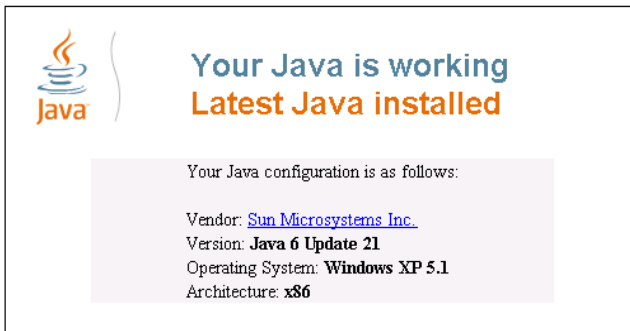 Java
Your Java is working
Latest Java installed
Your Java configuration is as follows:
Vendor: Sun Microsystems Inc.
Version: Java 6 Update 21
Operating System: Windows XP 5.1
Architecture: x86